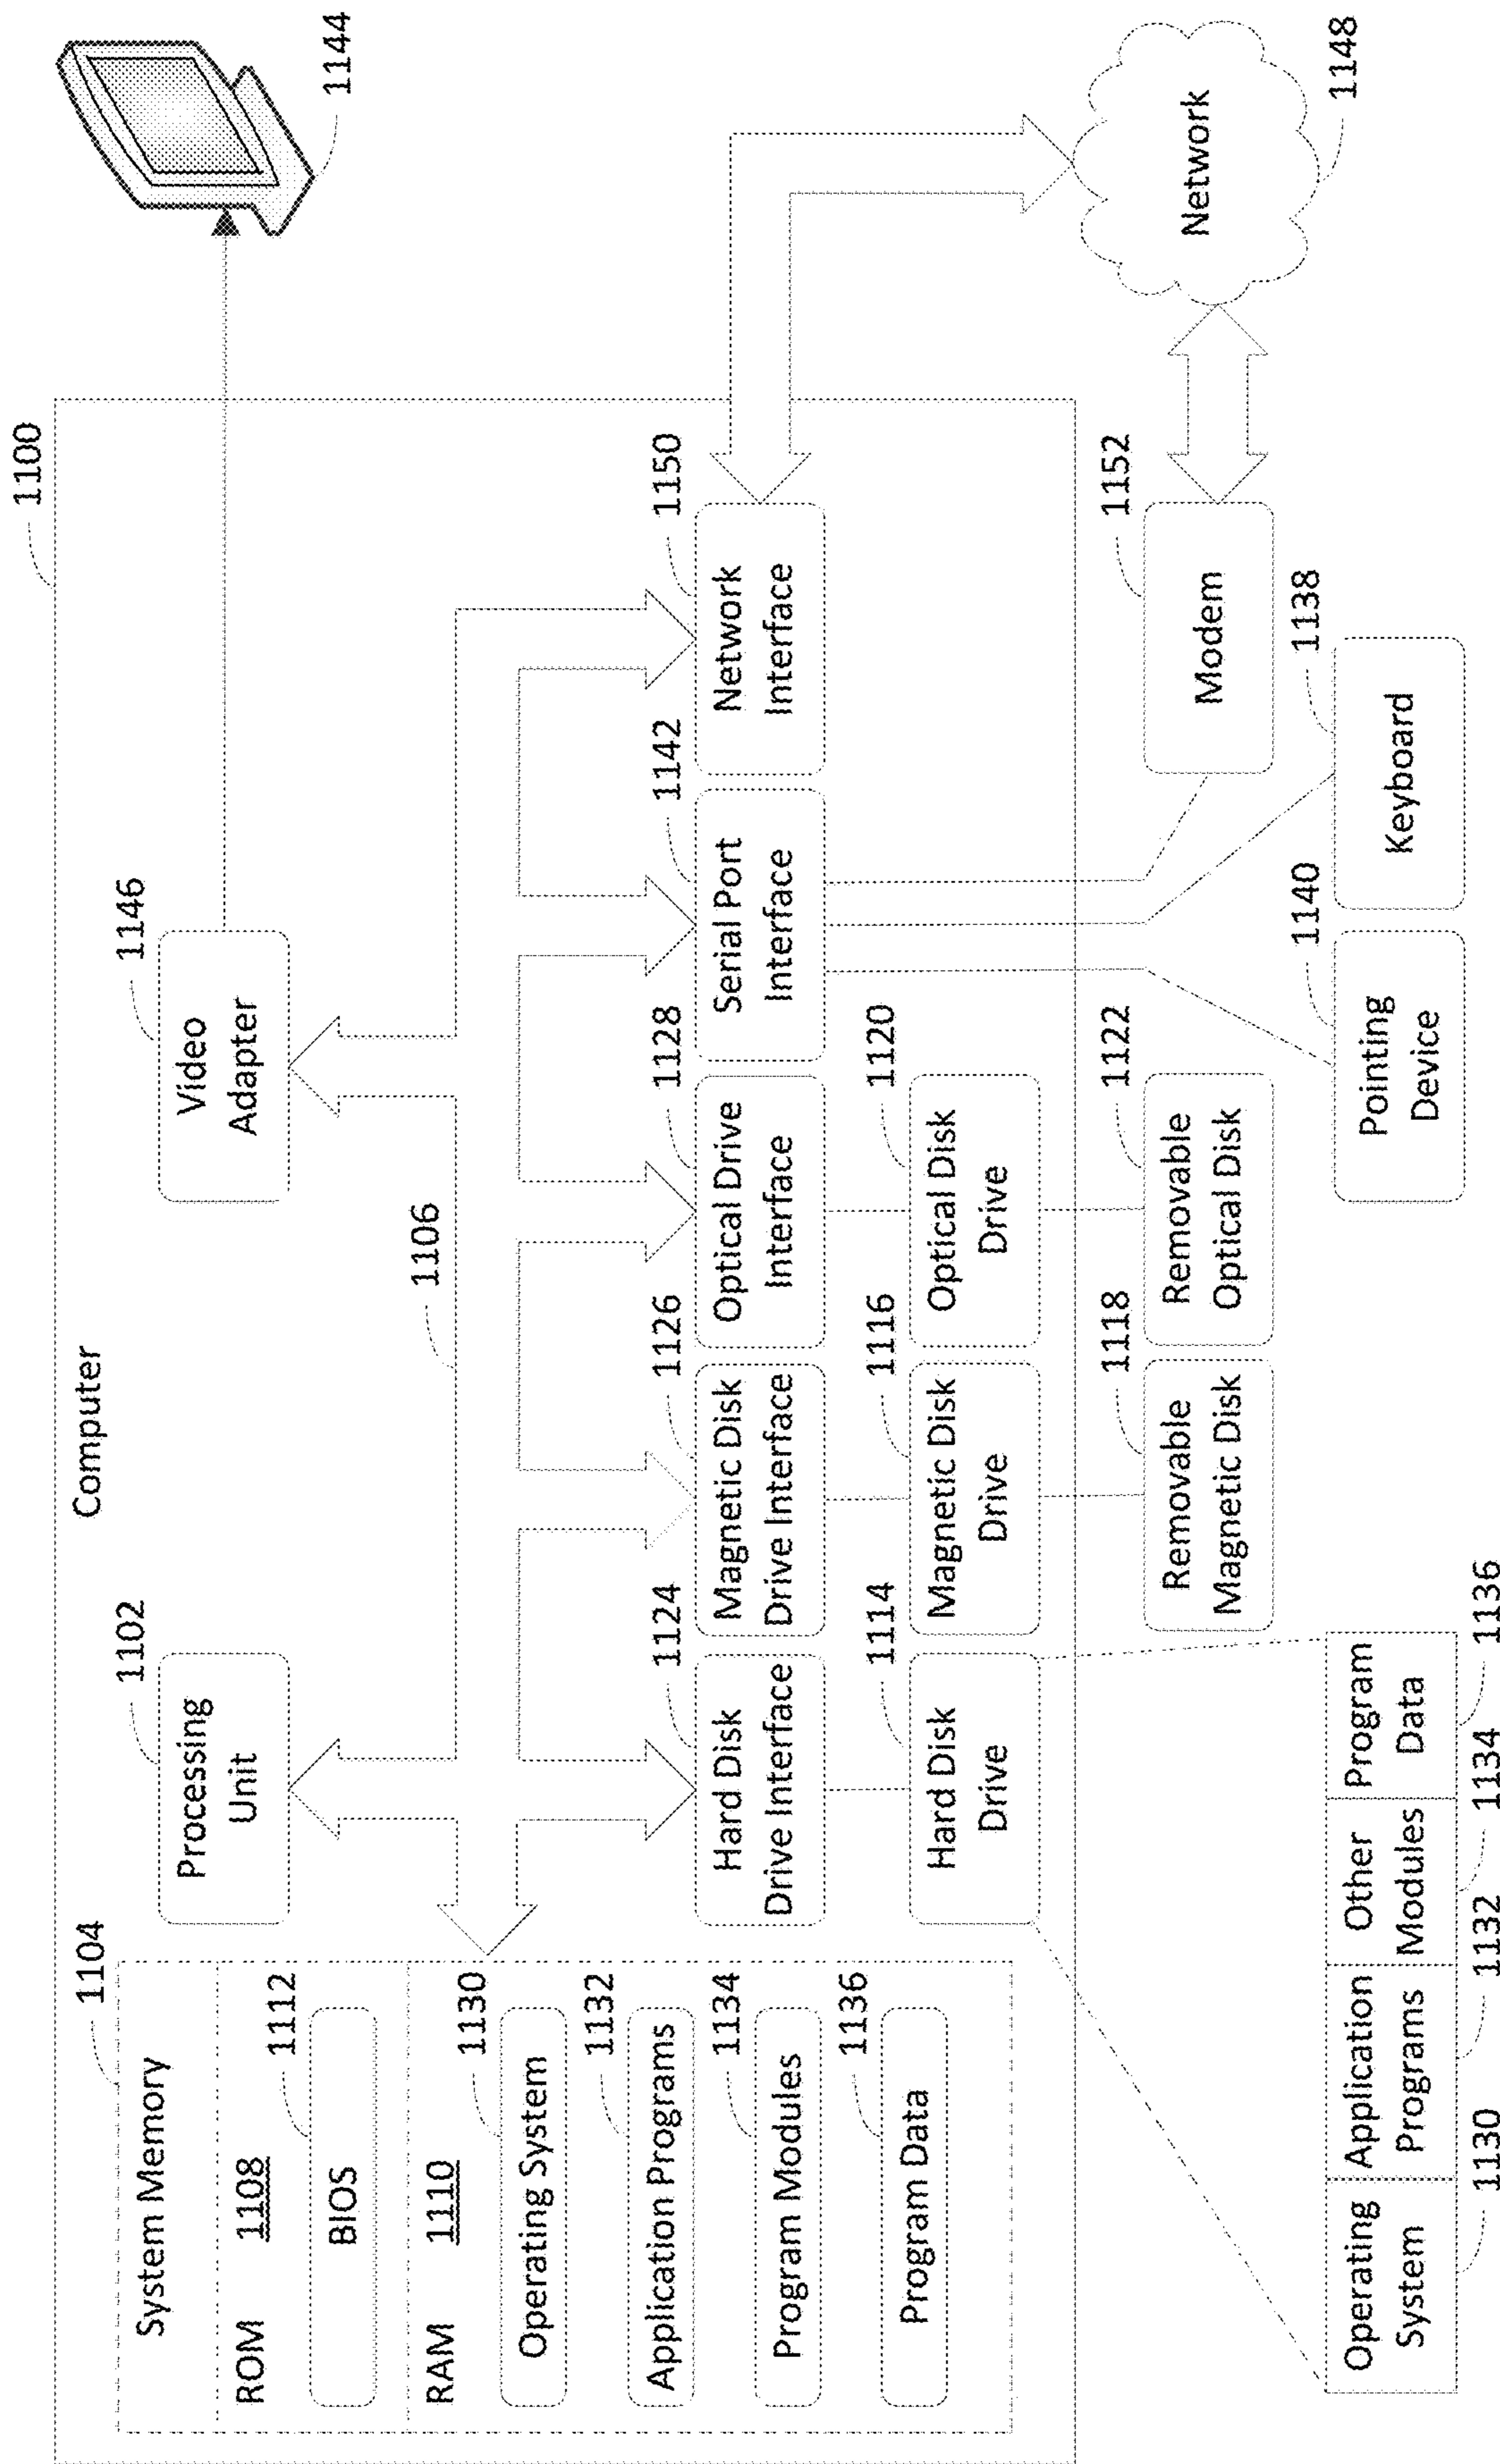 1100
Computer
1104
System Memory
ROM 1108
1112
BIOS
RAM 1110
1130
Operating System
1132
Application Programs
1134
Program Modules
1136
Program Data
1102
Processing
Unit
1106
1146
Video
Adapter
1144
1124
Hard Disk
Drive Interface
1126
Magnetic Disk
Drive Interface
1128
Optical Drive
Interface
1142
Serial Port
Interface
1150
Network
Interface
1114
Hard Disk
Drive
1116
Magnetic Disk
Drive
1120
Optical Disk
Drive
1118
Removable
Magnetic Disk
1122
Removable
Optical Disk
1152
Modem
Network
1148
Operating
System
1130
Application
Programs
1132
Other
Modules
1134
Program
Data
1136
1140
Pointing
Device
1138
Keyboard